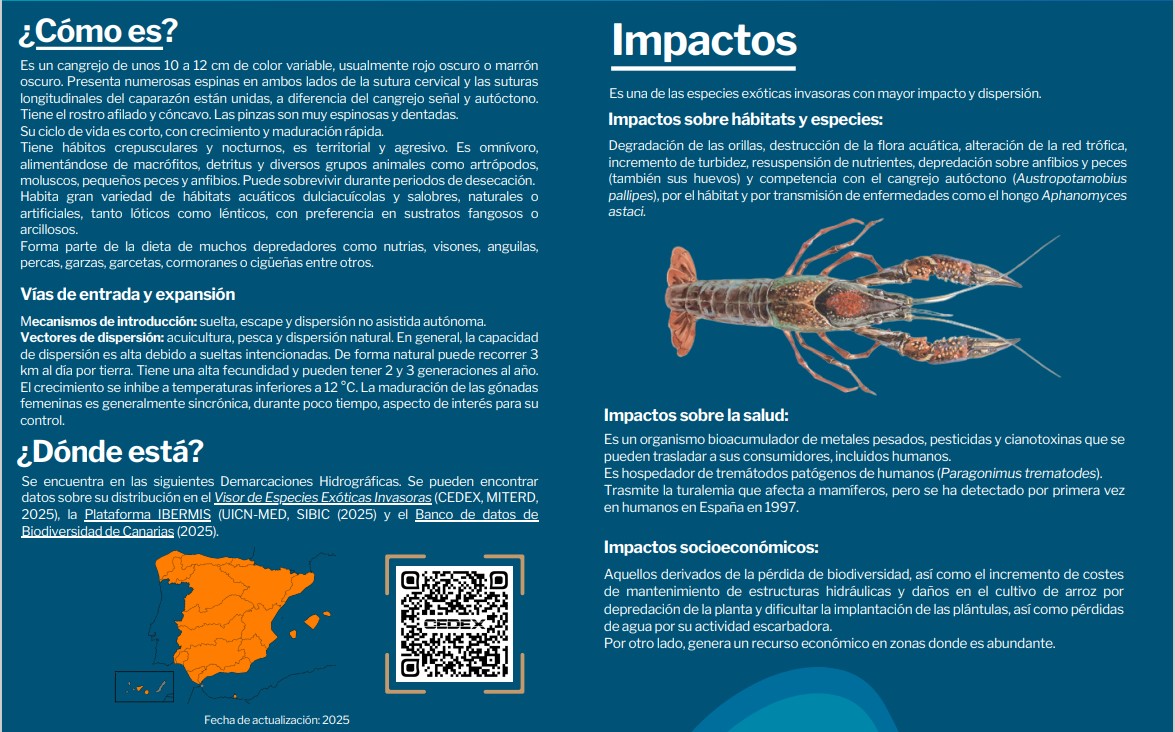 ¿Cómo es?
Es un cangrejo de unos 10 a 12 cm de color variable, usualmente rojo oscuro o marrón
oscuro. Presenta numerosas espinas en ambos lados de la sutura cervical y las suturas
longitudinales del caparazón están unidas, a diferencia del cangrejo señal y autóctono.
Tiene el rostro afilado y cóncavo. Las pinzas son muy espinosas y dentadas.
Su ciclo de vida es corto, con crecimiento y maduración rápida.
Tiene hábitos crepusculares y nocturnos, es territorial y agresivo. Es omnívoro,
alimentándose de macrófitos, detritus y diversos grupos animales como artrópodos,
moluscos, pequeños peces y anfibios. Puede sobrevivir durante periodos de desecación.
Habita gran variedad de hábitats acuáticos dulciacuícolas y salobres, naturales o
artificiales, tanto lóticos como lénticos, con preferencia en sustratos fangosos o
arcillosos.
Forma parte de la dieta de muchos depredadores como nutrias, visones, anguilas,
percas, garzas, garcetas, cormoranes o cigüeñas entre otros.
Vías de entrada y expansión
Mecanismos de introducción: suelta, escape y dispersión no asistida autónoma.
Vectores de dispersión: acuicultura, pesca y dispersión natural. En general, la capacidad
de dispersión es alta debido a sueltas intencionadas. De forma natural puede recorrer 3
km al día por tierra. Tiene una alta fecundidad y pueden tener 2 y 3 generaciones al año.
El crecimiento se inhibe a temperaturas inferiores a 12 °C. La maduración de las gónadas
femeninas es generalmente sincrónica, durante poco tiempo, aspecto de interés para su
control.
¿Dónde está?
Se encuentra en las siguientes Demarcaciones Hidrográficas. Se pueden encontrar
datos sobre su distribución en el Visor de Especies Exóticas Invasoras (CEDEX, MITERD,
2025), la Plataforma IBERMIS (UICN-MED, SIBIC (2025) y el Banco de datos de
Biodiversidad de Canarias (2025).
CEDEX
Fecha de actualización: 2025
Impactos
Es una de las especies exóticas invasoras con mayor impacto y dispersión.
Impactos sobre hábitats y especies:
Degradación de las orillas, destrucción de la flora acuática, alteración de la red trófica,
incremento de turbidez, resuspensión de nutrientes, depredación sobre anfibios y peces
(también sus huevos) y competencia con el cangrejo autóctono (Austropotamobius
pallipes), por el hábitat y por transmisión de enfermedades como el hongo Aphanomyces
astaci.
Impactos sobre la salud:
Es un organismo bioacumulador de metales pesados, pesticidas y cianotoxinas que se
pueden trasladar a sus consumidores, incluidos humanos.
Es hospedador de tremátodos patógenos de humanos (Paragonimus trematodes).
Trasmite la turalemia que afecta a mamíferos, pero se ha detectado por primera vez
en humanos en España en 1997.
Impactos socioeconómicos:
Aquellos derivados de la pérdida de biodiversidad, así como el incremento de costes
de mantenimiento de estructuras hidráulicas y daños en el cultivo de arroz por
depredación de la planta y dificultar la implantación de las plántulas, así como pérdidas
de agua por su actividad escarbadora.
Por otro lado, genera un recurso económico en zonas donde es abundante.